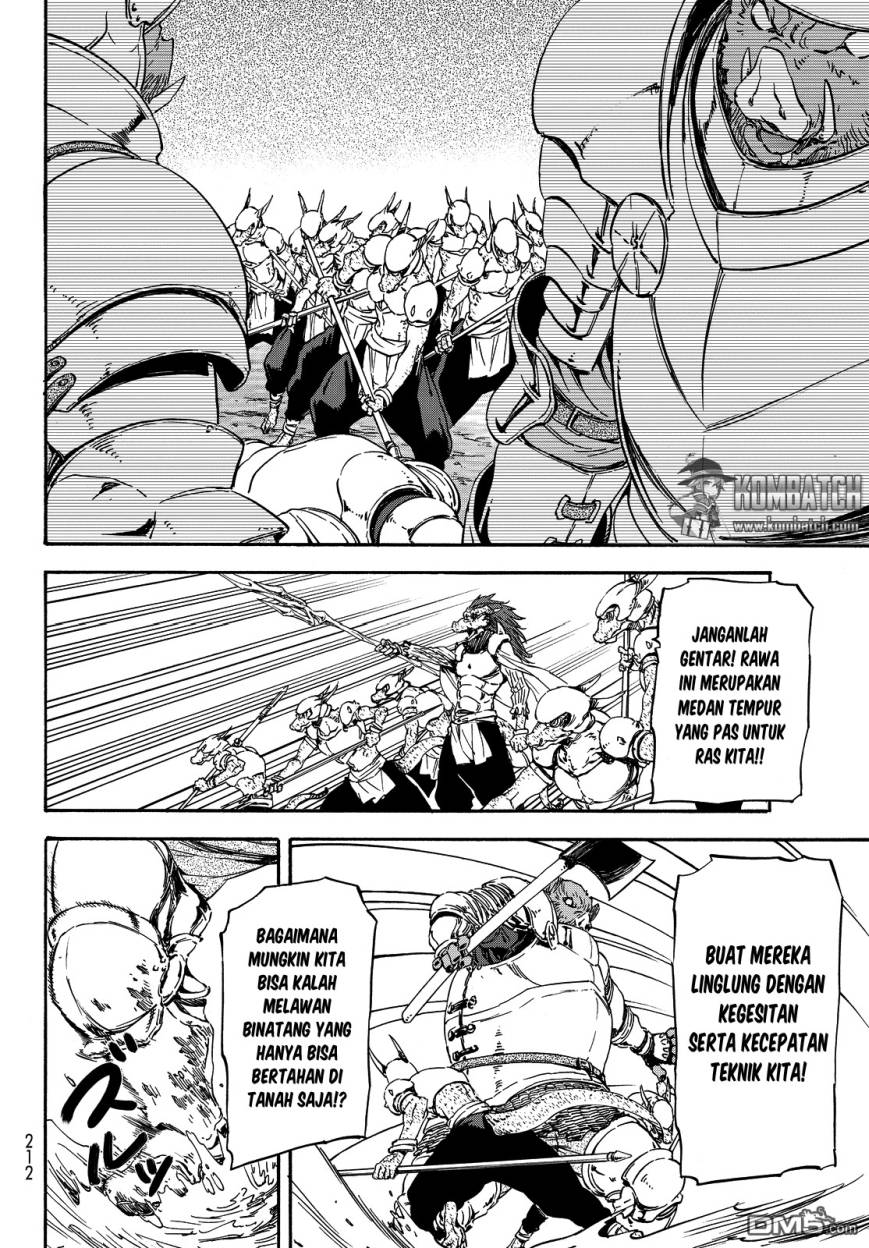 KOMBATCH
www.kombatch.com
JANGANLAH
GENTAR! RAWA
INI MERUPAKAN
MEDAN TEMPUR
YANG PAS UNTUK
RAS KITA!!
BUAT MEREKA
LINGLUNG DENGAN
KEGESITAN
SERTA KECEPATAN
TEKNIK KITA!
BAGAIMANA
MUNGKIN KITA
BISA KALAH
MELAWAN
BINATANG YANG
HANYA BISA
BERTAHAN DI
TANAH SAJA!?
ズルッ
212
DM5.com